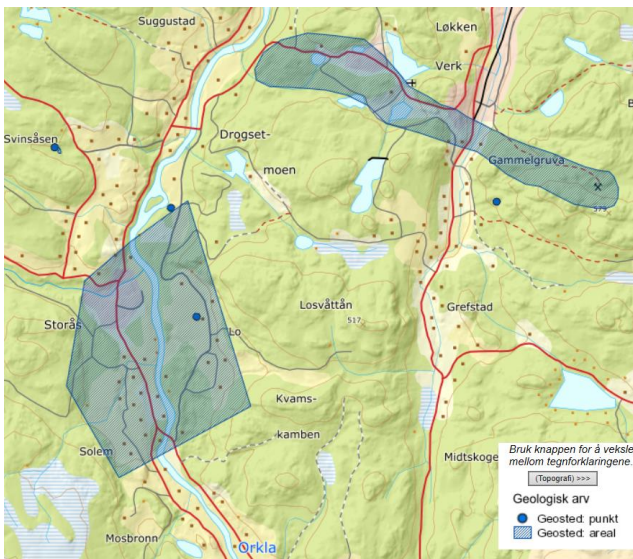 Suggustad
Løkken
Verk
Svinsåsen
Drogset-
moen
Gammelgruva
Storås
Lo
Losvåttån
517
Grefstad
Kvams-
kamben
Solem
Midtskoge
Mosbronn
Orkla
Bruk knappen for å veksle
mellom tegnforklaringene.
(Topografi) >>>
Geologisk arv
Geosted: punkt
Geosted: areal